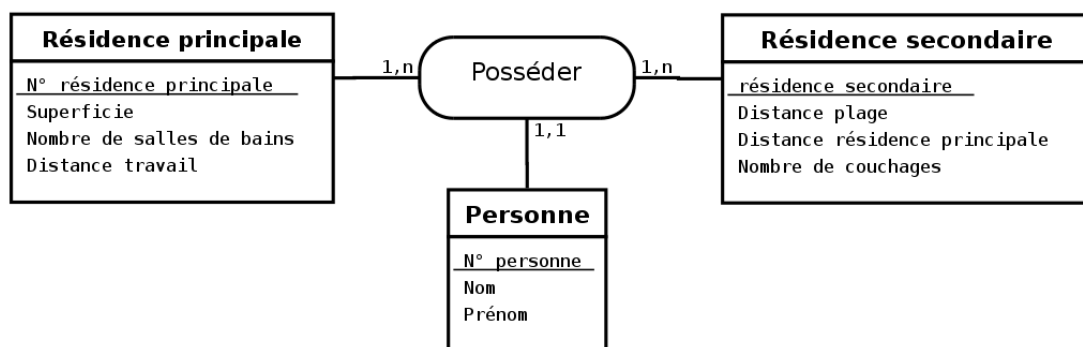 Résidence principale
N° résidence principale
Superficie
Nombre de salles de bains
Distance travail
1,n
Posséder
1,n
1,1
Résidence secondaire
résidence secondaire
Distance plage
Distance résidence principale
Nombre de couchages
Personne
N° personne
Nom
Prénom